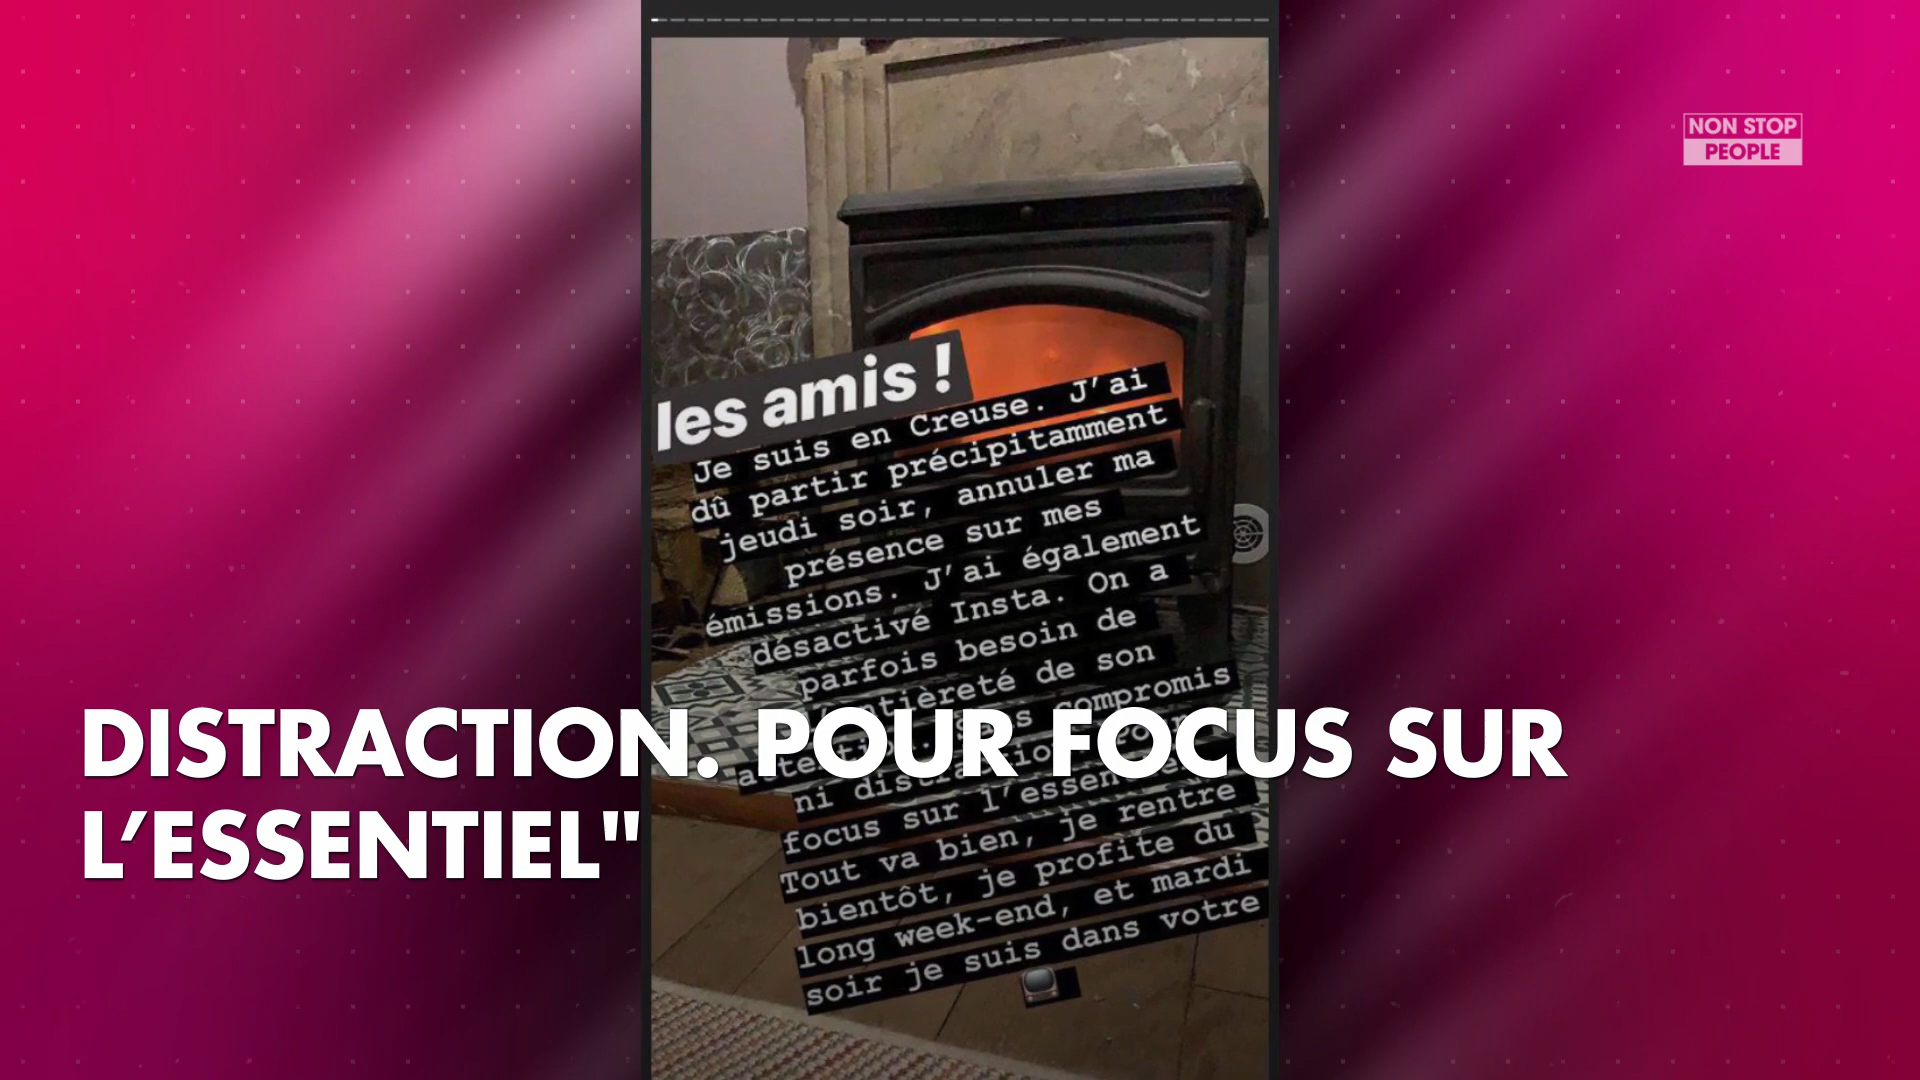 NON STOP
PEOPLE
les amis !
Je suis en Creuse. J’ai
dû partir précipitamment
jeudi soir, annuler ma
présence sur mes
émissions. J’ai également
désactivé Insta. On a
parfois besoin de
de son
compromis
ni
focus sur
Tout va bien, je rentre
bientôt, je profite du
long week-end, et mardi
soir je suis dans votre
DISTRACTION. POUR FOCUS SUR
L’ESSENTIEL"